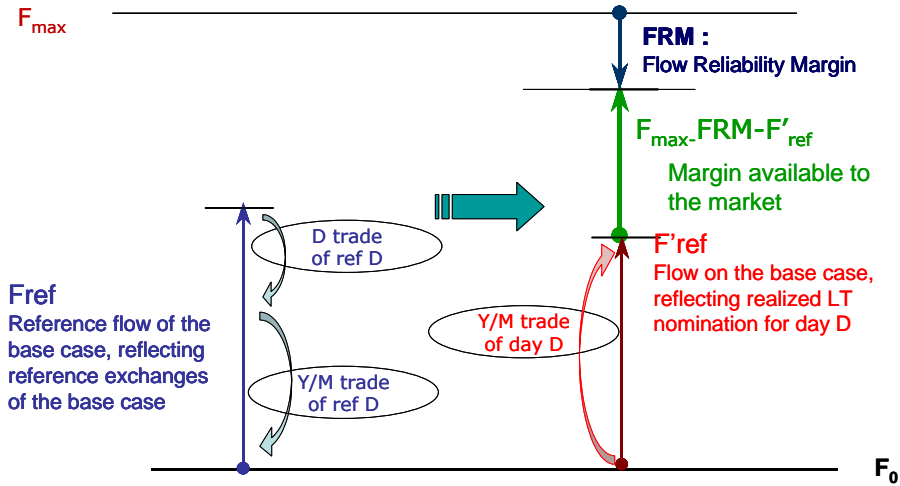 Fmax
FRM :
Flow Reliability Margin
Fmax-FRM-F'ref
Margin available to
the market
D trade
of ref D
F'ref
Flow on the base case,
reflecting realized LT
nomination for day D
Fref
Reference flow of the
base case, reflecting
reference exchanges
of the base case
Y/M trade
of day D
Y/M trade
of ref D
F0